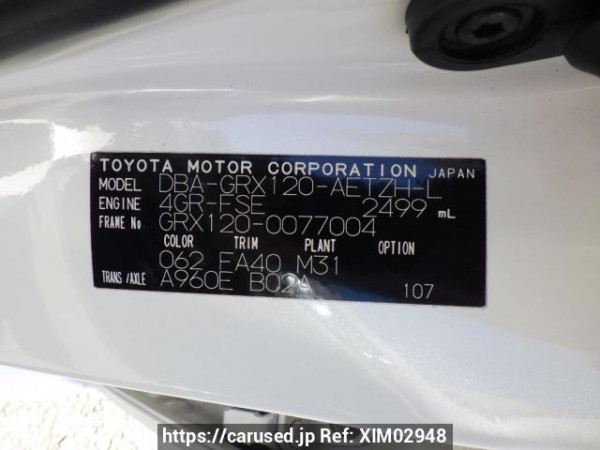 TOYOTA MOTOR CORPORATION JAPAN
MODEL DBA-GRX120-AETZH-L
ENGINE 4GR-FSE 2499 mL
FRAME No GRX120-0077004
COLOR TRIM PLANT OPTION
062 FA40 M31
TRANS/AXLE A960E B02A 107
https://carused.jp Ref: XIM02948